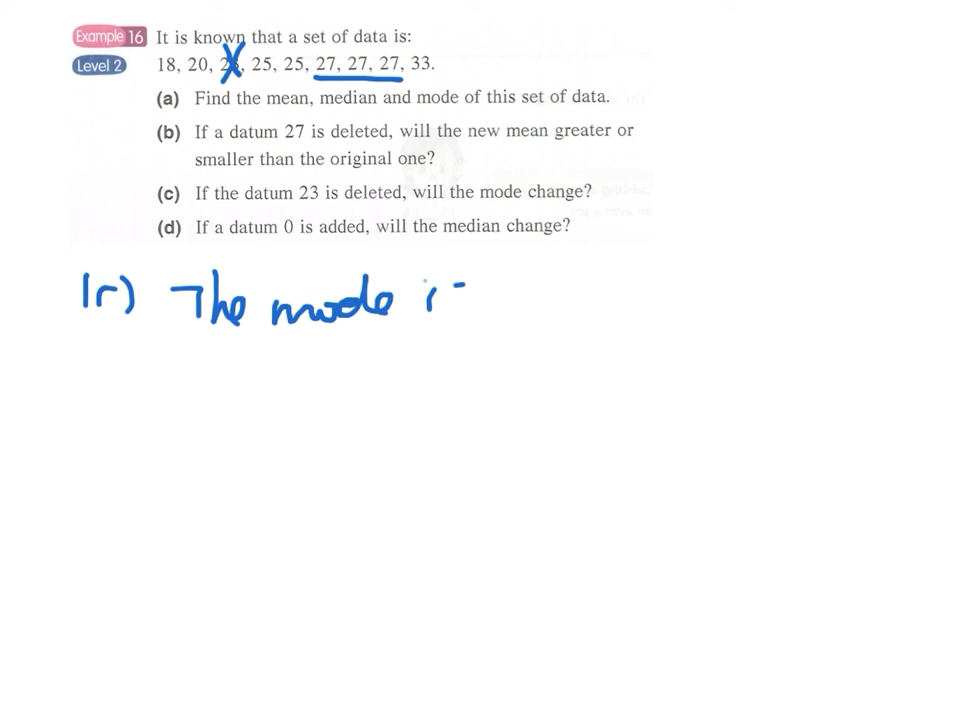 Example 16 It is known that a set of data is:
Level 2 18, 20, 25, 25, 27, 27, 27, 33.
(a) Find the mean, median and mode of this set of data.
(b) If a datum 27 is deleted, will the new mean greater or
smaller than the original one?
(c) If the datum 23 is deleted, will the mode change?
(d) If a datum 0 is added, will the median change?
The mode